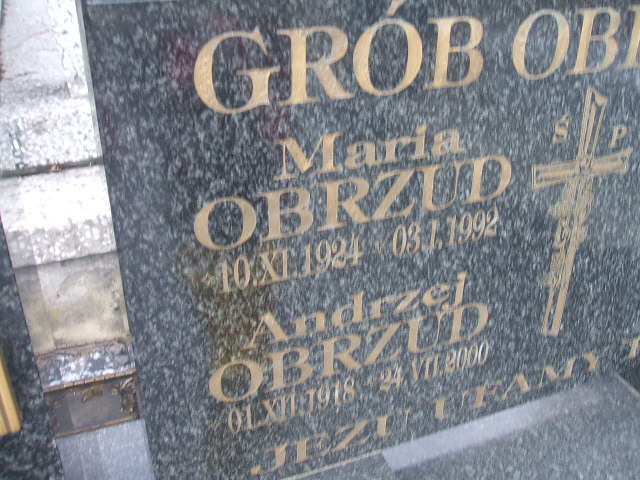 GRÓB
Ś P
Maria
OBRZUD
10.XI.1924 03.I.1992
Andrzej
OBRZUD
01.XII.1918 24.VII.2000
JEZU UFAMY